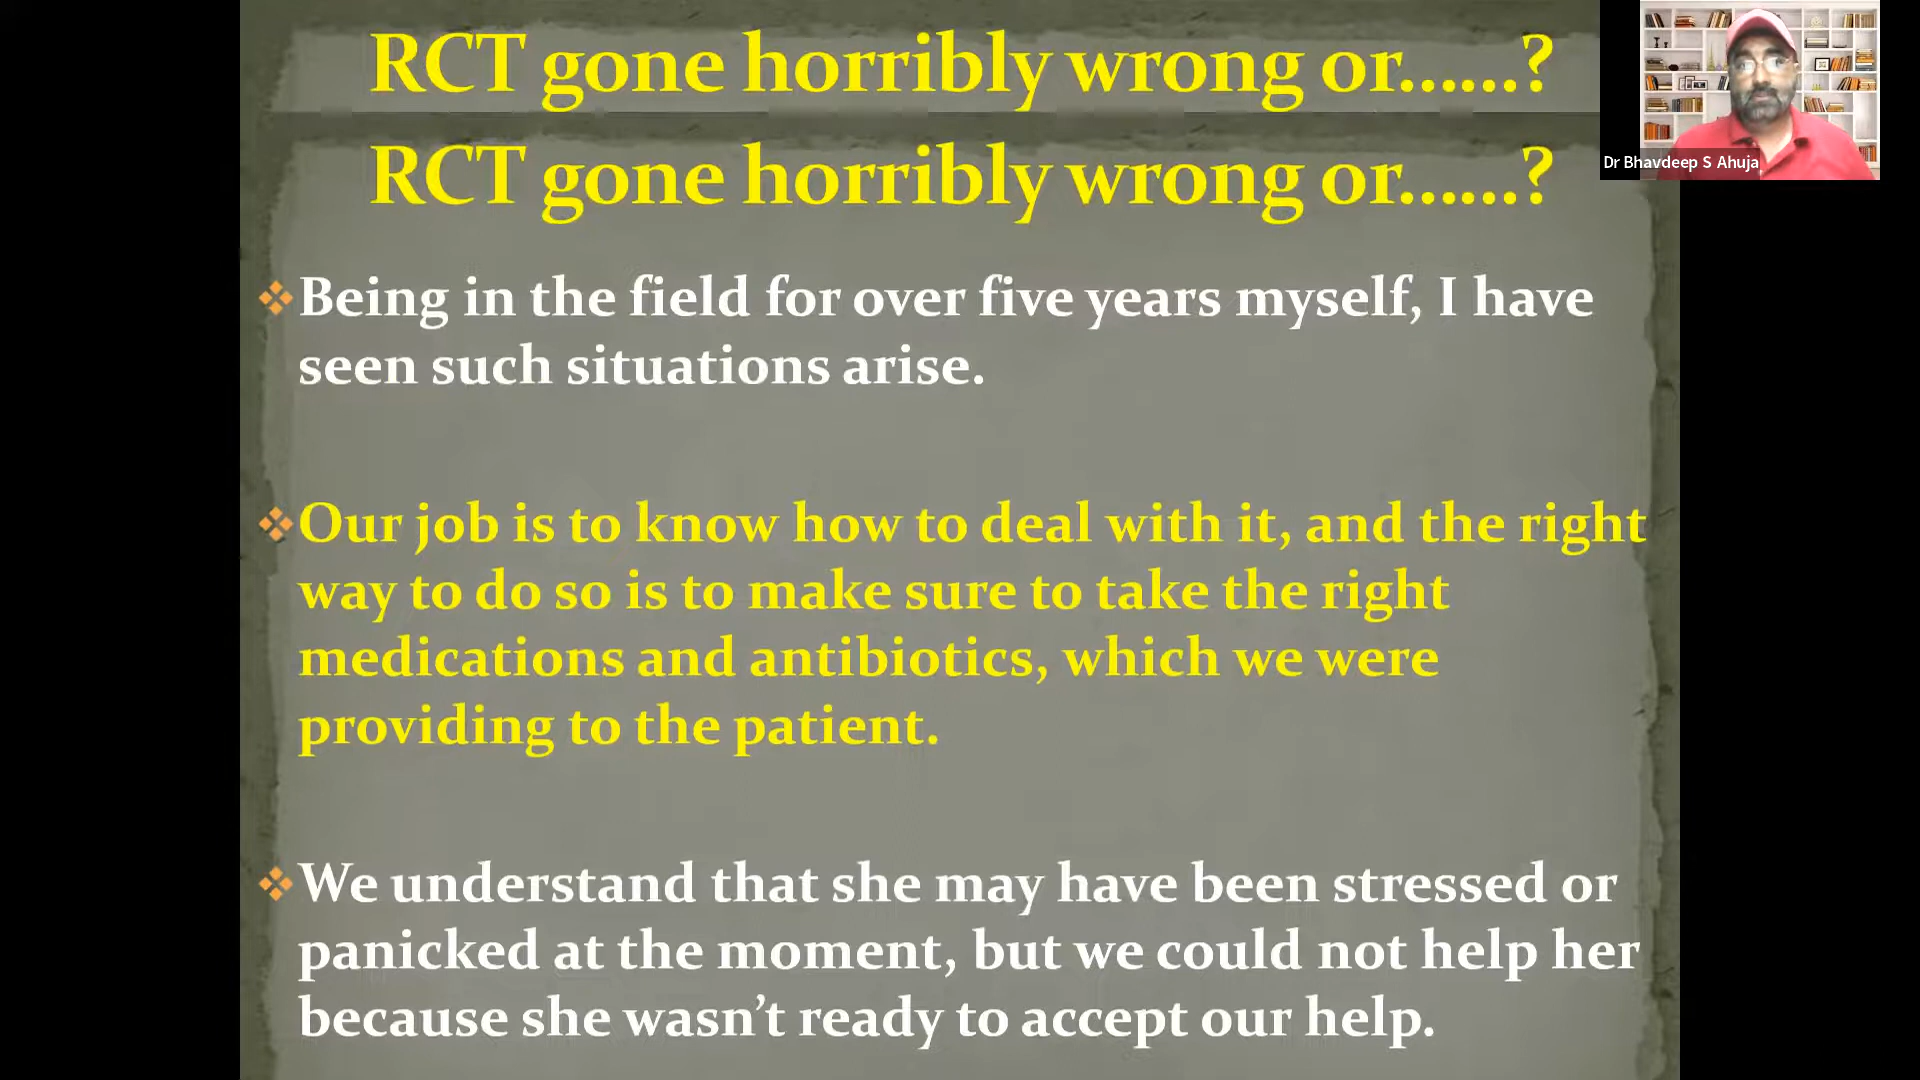 RCT gone horribly wrong or......?
Dr Bhavdeep S Ahuja
RCT gone horribly wrong or......?
Being in the field for over five years myself, I have
seen such situations arise.
Our job is to know how to deal with it, and the right
way to do so is to make sure to take the right
medications and antibiotics, which we were
providing to the patient.
We understand that she may have been stressed or
panicked at the moment, but we could not help her
because she wasn’t ready to accept our help.